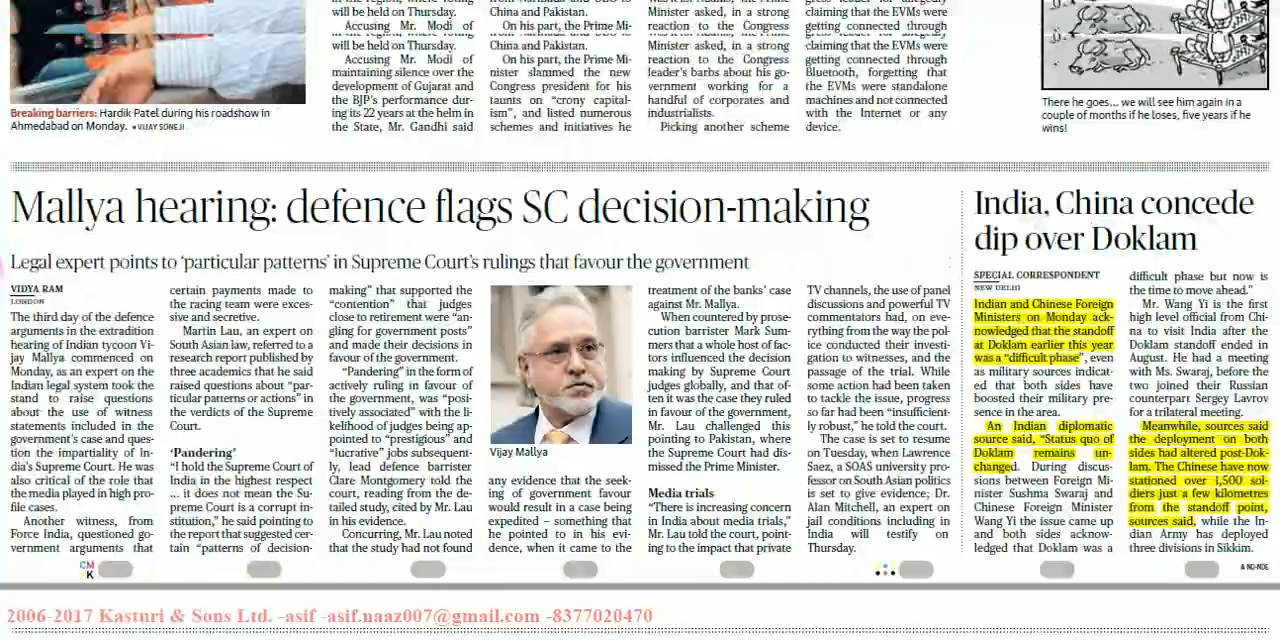 will be held on Thursday.
Accusing Mr. Modi of
will be held on Thursday.
Accusing Mr. Modi of
maintaining silence over the
development of Gujarat and
the BJP's performance dur-
ing its 22 years at the helm in
the State, Mr. Gandhi said
China and Pakistan.
On his part, the Prime Mi-
China and Pakistan.
On his part, the Prime Mi-
nister slammed the new
Congress president for his
taunts on "crony capital-
ism", and listed numerous
schemes and initiatives he
Minister asked, in a strong
reaction to the Congress
Minister asked, in a strong
reaction to the Congress
leader's barbs about his go-
vernment working for a
handful of corporates and
industrialists.
Picking another scheme
claiming that the EVMs were
getting connected through
claiming that the EVMs were
getting connected through
Bluetooth, forgetting that
the EVMs were standalone
machines and not connected
with the Internet or any
device.
Breaking barriers: Hardik Patel during his roadshow in
Ahmedabad on Monday. • VIJAY SONEJI
There he goes... we will see him again in a
couple of months if he loses, five years if he
wins!
Mallya hearing: defence flags SC decision-making
Legal expert points to 'particular patterns' in Supreme Court's rulings that favour the government
VIDYA RAM
LONDON
The third day of the defence
arguments in the extradition
hearing of Indian tycoon Vi-
jay Mallya commenced on
Monday, as an expert on the
Indian legal system took the
stand to raise questions
about the use of witness
statements included in the
government's case and ques-
tion the impartiality of In-
dia's Supreme Court. He was
also critical of the role that
the media played in high pro-
file cases.
Another witness, from
Force India, questioned go-
vernment arguments that
certain payments made to
the racing team were exces-
sive and secretive.
Martin Lau, an expert on
South Asian law, referred to a
research report published by
three academics that he said
raised questions about "par-
ticular patterns or actions" in
the verdicts of the Supreme
Court.
'Pandering'
"I hold the Supreme Court of
India in the highest respect
... it does not mean the Su-
preme Court is a corrupt in-
stitution," he said pointing to
the report that suggested cer-
tain "patterns of decision-
making" that supported the
"contention" that judges
close to retirement were "an-
gling for government posts"
and made their decisions in
favour of the government.
"Pandering" in the form of
actively ruling in favour of
the government, was "posi-
tively associated" with the li-
kelihood of judges being ap-
pointed to "prestigious" and
"lucrative" jobs subsequent-
ly, lead defence barrister
Clare Montgomery told the
court, reading from the de-
tailed study, cited by Mr. Lau
in his evidence.
Concurring, Mr. Lau noted
that the study had not found
Vijay Mallya
any evidence that the seek-
ing of government favour
would result in a case being
expedited – something that
he pointed to in his evi-
dence, when it came to the
treatment of the banks' case
against Mr. Mallya.
When countered by prose-
cution barrister Mark Sum-
mers that a whole host of fac-
tors influenced the decision
making by Supreme Court
judges globally, and that of-
ten it was the case they ruled
in favour of the government,
Mr. Lau challenged this
pointing to Pakistan, where
the Supreme Court had dis-
missed the Prime Minister.
Media trials
"There is increasing concern
in India about media trials,"
Mr. Lau told the court, point-
ing to the impact that private
TV channels, the use of panel
discussions and powerful TV
commentators had, on eve-
rything from the way the pol-
ice conducted their investi-
gation to witnesses, and the
passage of the trial. While
some action had been taken
to tackle the issue, progress
so far had been "insufficient-
ly robust," he told the court.
The case is set to resume
on Tuesday, when Lawrence
Saez, a SOAS university pro-
fessor on South Asian politics
is set to give evidence; Dr.
Alan Mitchell, an expert on
jail conditions including in
India will testify on
Thursday.
India, China concede
dip over Doklam
SPECIAL CORRESPONDENT
NEW DELHI
Indian and Chinese Foreign
Ministers on Monday ack-
nowledged that the standoff
at Doklam earlier this year
was a "difficult phase", even
as military sources indicat-
ed that both sides have
boosted their military pre-
sence in the area.
An Indian diplomatic
source said, "Status quo of
Doklam remains un-
changed. During discus-
sions between Foreign Mi-
nister Sushma Swaraj and
Chinese Foreign Minister
Wang Yi the issue came up
and both sides acknow-
ledged that Doklam was a
difficult phase but now is
the time to move ahead."
Mr. Wang Yi is the first
high level official from Chi-
na to visit India after the
Doklam standoff ended in
August. He had a meeting
with Ms. Swaraj, before the
two joined their Russian
counterpart Sergey Lavrov
for a trilateral meeting.
Meanwhile, sources said
the deployment on both
sides had altered post-Dok-
lam. The Chinese have now
stationed over 1,500 sol-
diers just a few kilometres
from the standoff point,
sources said, while the In-
dian Army has deployed
three divisions in Sikkim.
CM
K
A ND-NDE
2006-2017 Kasturi & Sons Ltd. -asif -asif.naaz007@gmail.com -8377020470